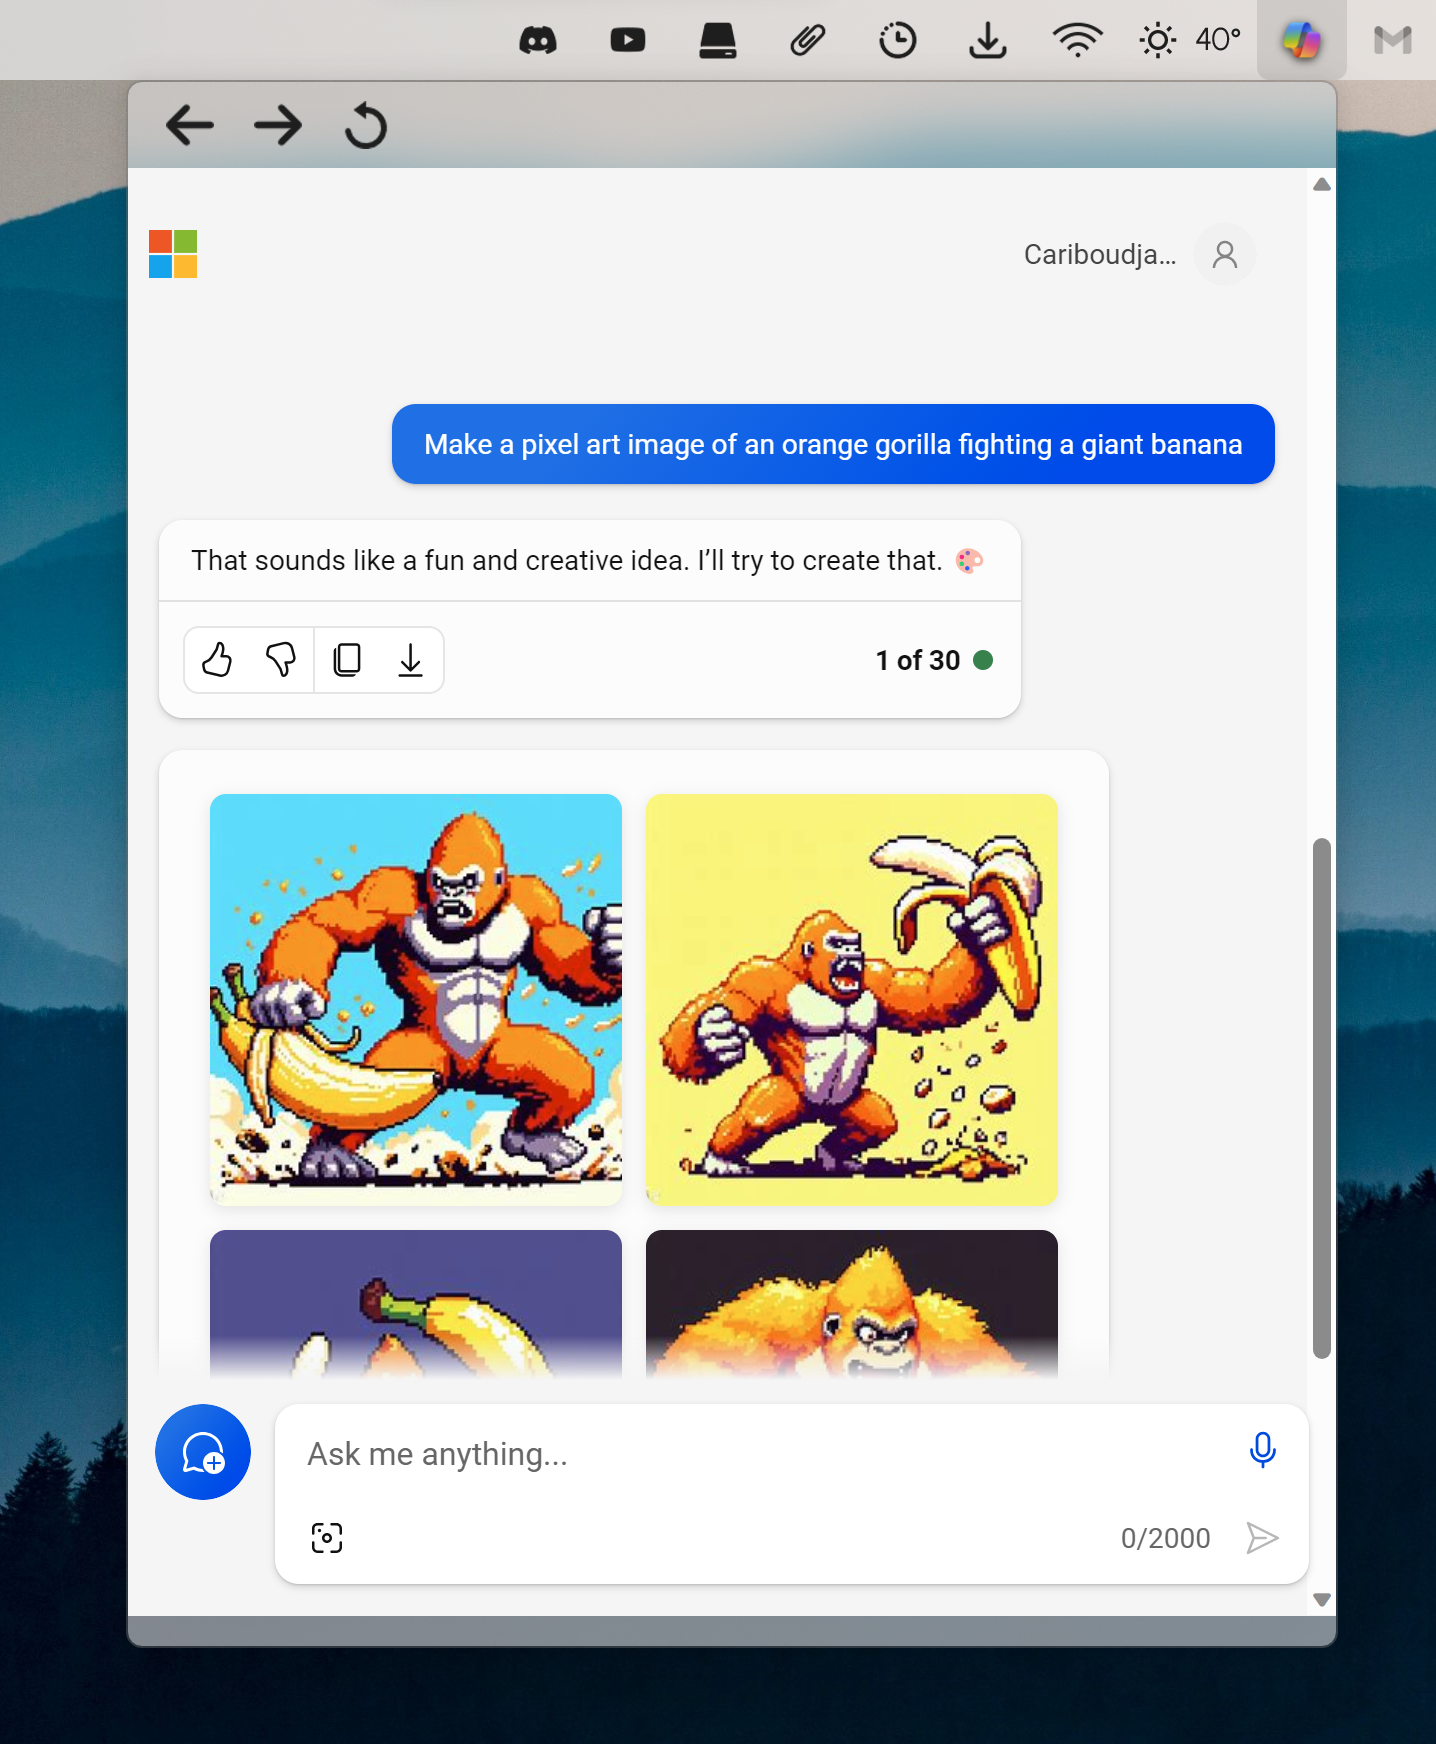 40°
Cariboudja...
Make a pixel art image of an orange gorilla fighting a giant banana
That sounds like a fun and creative idea. I’ll try to create that. 🎨
1 of 30
Ask me anything...
0/2000